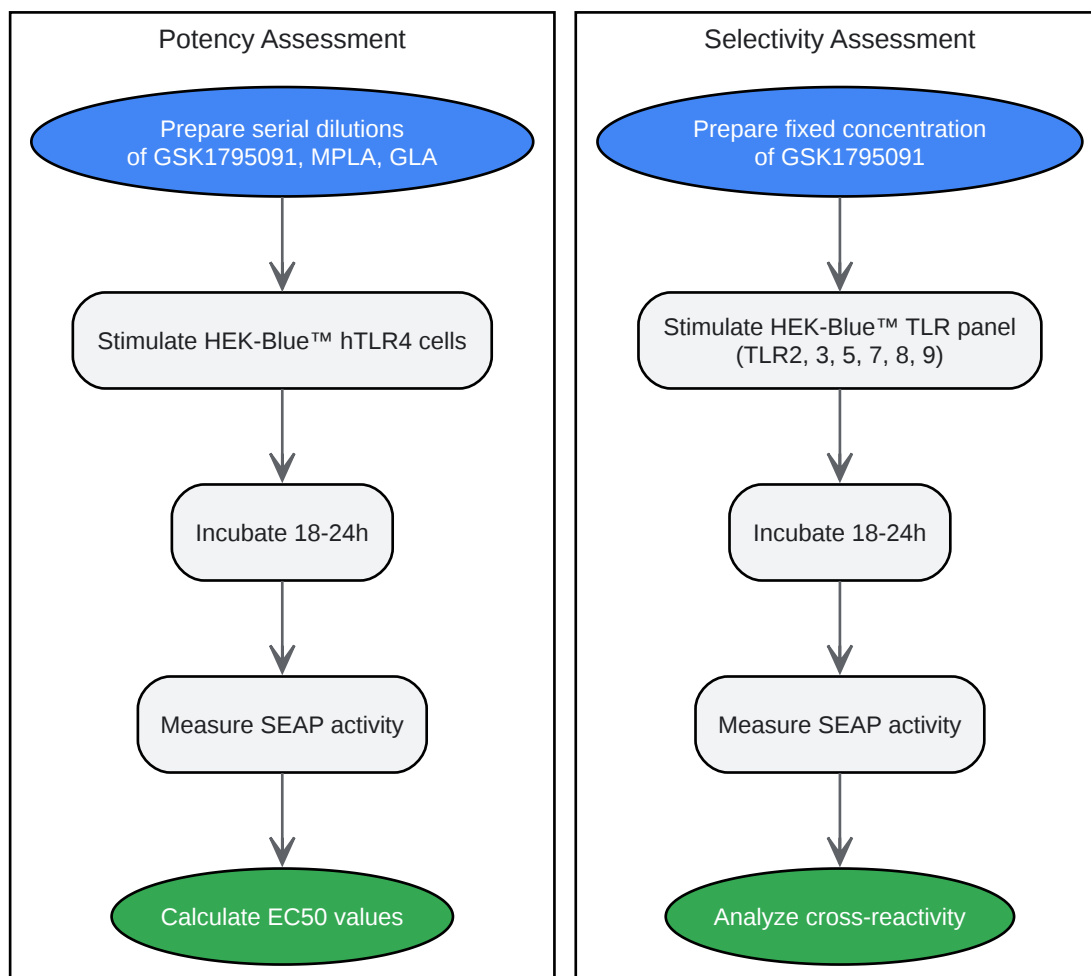 Potency Assessment
Prepare serial dilutions
of GSK1795091, MPLA, GLA
Stimulate HEK-Blue™ hTLR4 cells
Incubate 18-24h
Measure SEAP activity
Calculate EC50 values
Selectivity Assessment
Prepare fixed concentration
of GSK1795091
Stimulate HEK-Blue™ TLR panel
(TLR2, 3, 5, 7, 8, 9)
Incubate 18-24h
Measure SEAP activity
Analyze cross-reactivity